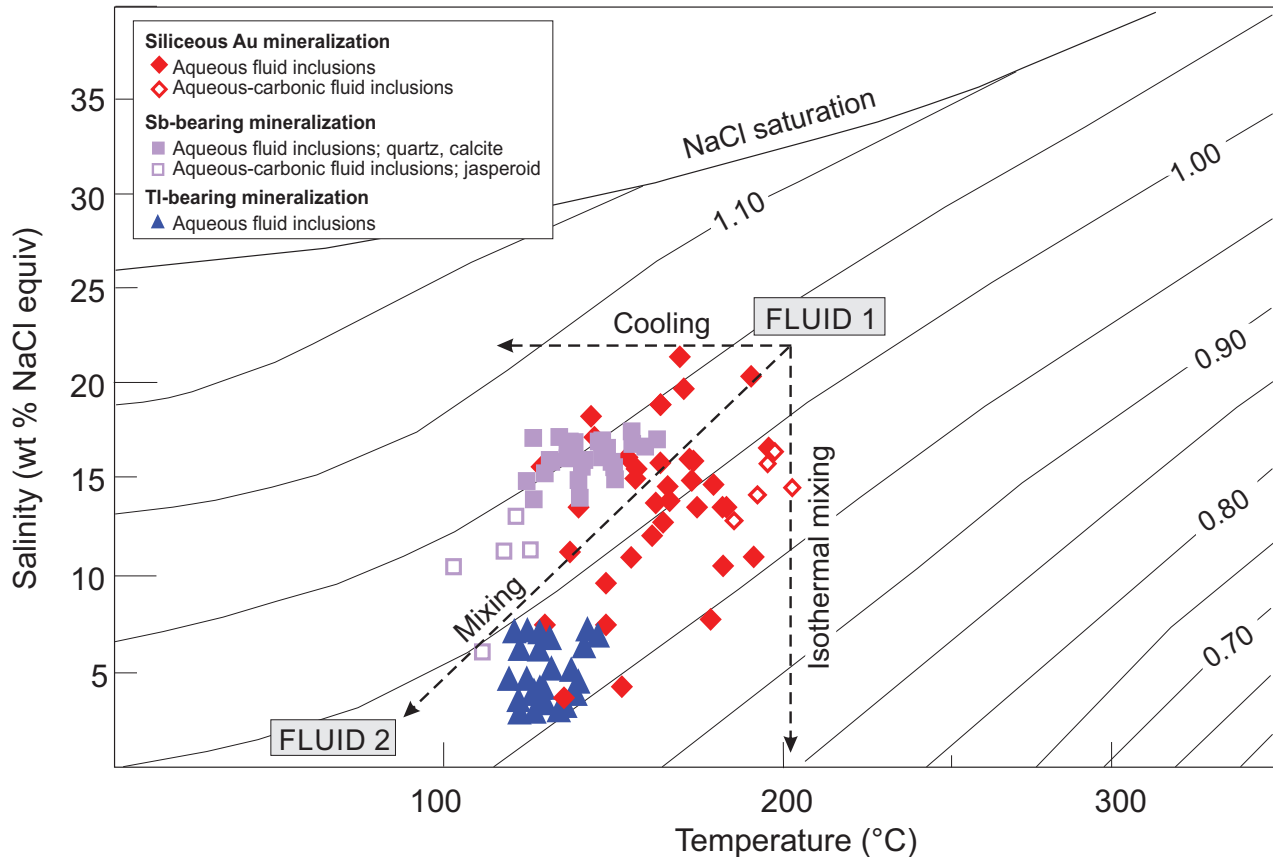 Siliceous Au mineralization
Aqueous fluid inclusions
Aqueous-carbonic fluid inclusions
Sb-bearing mineralization
Aqueous fluid inclusions; quartz, calcite
Aqueous-carbonic fluid inclusions; jasperoid
Tl-bearing mineralization
Aqueous fluid inclusions
Salinity (wt % NaCl equiv)
35
30
25
20
15
10
5
NaCl saturation
1.10
1.00
0.90
0.80
0.70
Cooling
FLUID 1
Mixing
Isothermal mixing
FLUID 2
100
200
300
Temperature (°C)